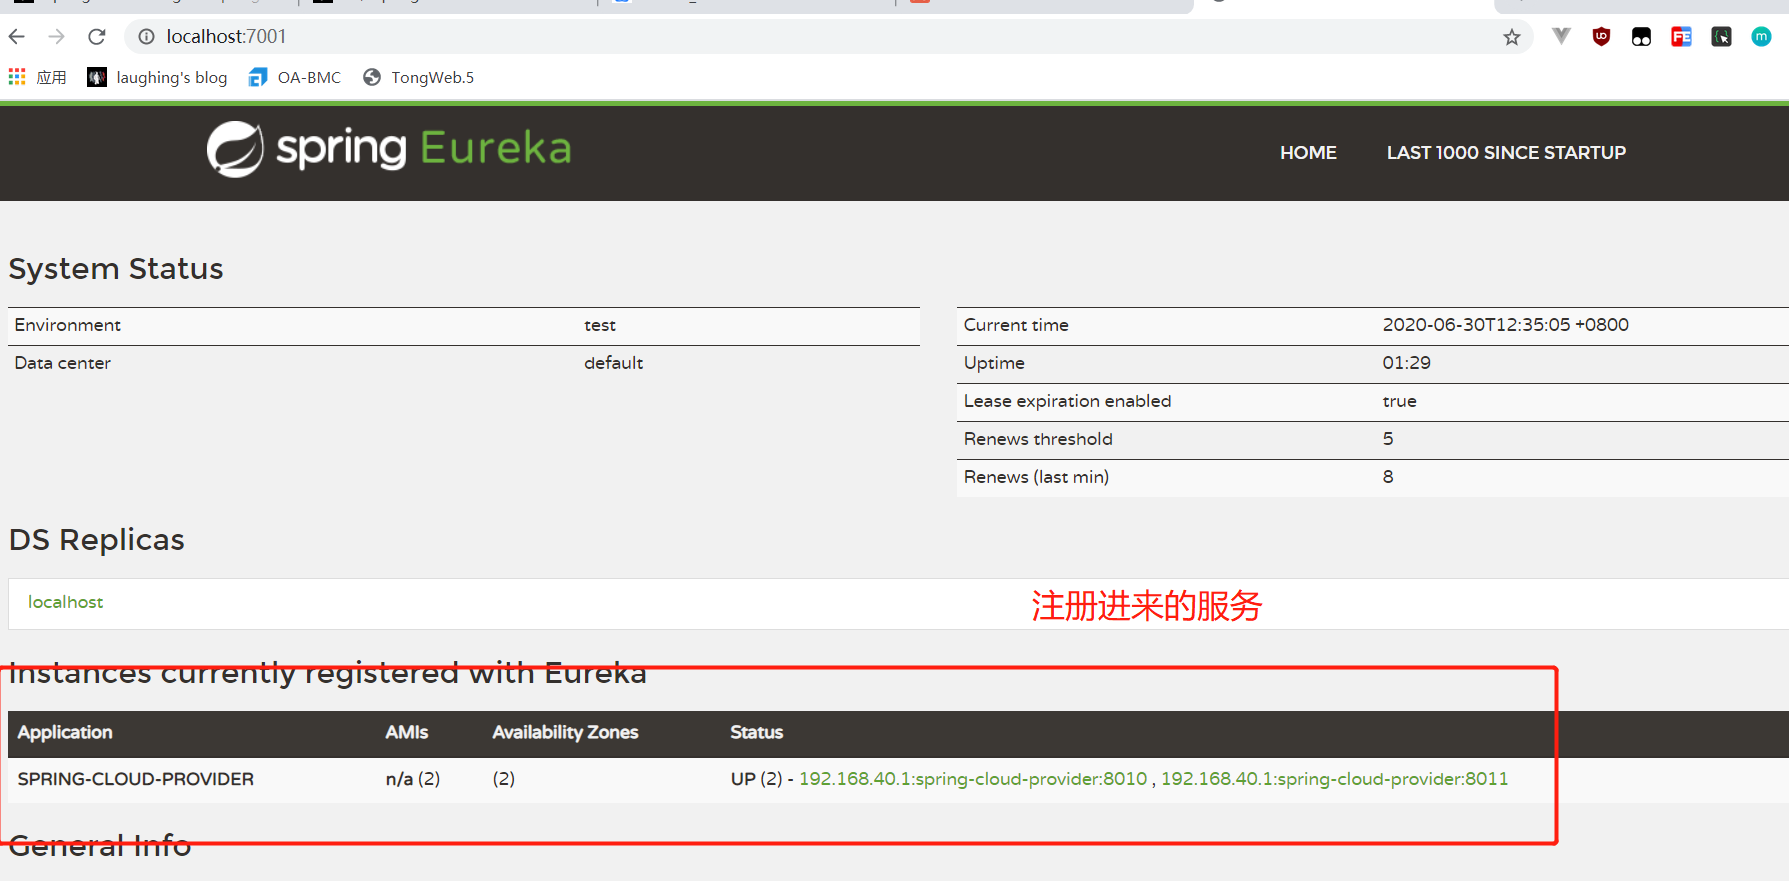 localhost:7001
应用 laughing's blog OA-BMC TongWeb.5
spring Eureka HOME LAST 1000 SINCE STARTUP
System Status
Environment test Current time 2020-06-30T12:35:05 +0800
Data center default Uptime 01:29
Lease expiration enabled true
Renews threshold 5
Renews (last min) 8
DS Replicas
localhost
注册进来的服务
Instances currently registered with Eureka
Application AMIs Availability Zones Status
SPRING-CLOUD-PROVIDER n/a (2) (2) UP (2) - 192.168.40.1:spring-cloud-provider:8010 , 192.168.40.1:spring-cloud-provider:8011
General Info